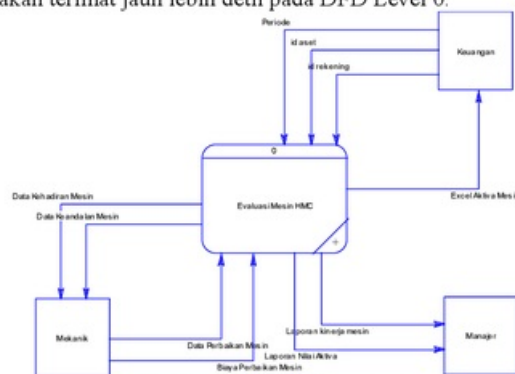 akan terlihat jauh lebih detil pada DFD Level 0.
Periode
id aset
id rekening
Keuangan
0
Evaluasi Mesin HMC
+
Excel Aktiva Mesi
Data Kehadiran Mesin
Data Keandalan Mesin
Mekanik
Data Perbaikan Mesin
Biaya Perbaikan Mesin
Laporan kinerja mesin
Laporan Nilai Aktiva
Manajer